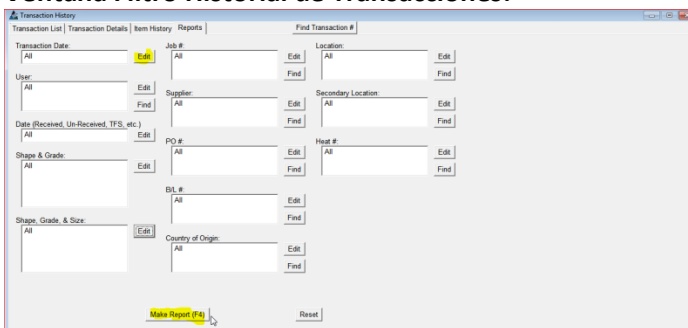 Ventana Filtro Historial de Transacciones:
Transaction History
Transaction List Transaction Details Item History Reports Find Transaction #
Transaction Date: Job #: Location:
All Edit All Edit All Edit
Find Find
User:
All Edit Supplier: Secondary Location:
Find All Edit All Edit
Find Find
Date (Received, Un-Received, TFS, etc.)
All Edit PO #: Heat #:
All Edit All Edit
Shape & Grade: Find Find
All Edit
B/L #:
All Edit
Find
Shape, Grade, & Size:
All Edit Country of Origin:
All Edit
Find
Make Report (F4) Reset